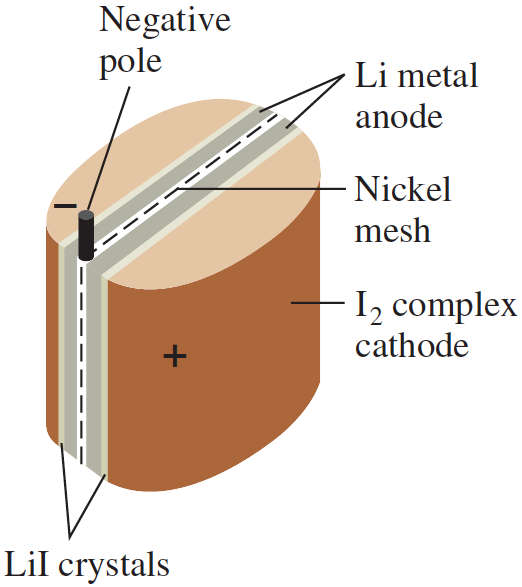 Negative
pole
Li metal
anode
Nickel
mesh
I₂ complex
cathode
−
+
LiI crystals